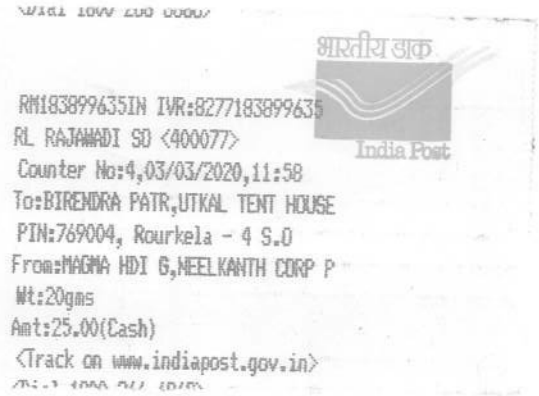 भारतीय डाक
India Post
RM183899635IN IVR:8277183899635
RL RAJAWADI SO <400077>
Counter No:4,03/03/2020,11:58
To:BIRENDRA PATR,UTKAL TENT HOUSE
PIN:769004, Rourkela - 4 S.O
From:MAGMA HDI G,NEELKANTH CORP P
Wt:20gms
Amt:25.00(Cash)
<Track on www.indiapost.gov.in>